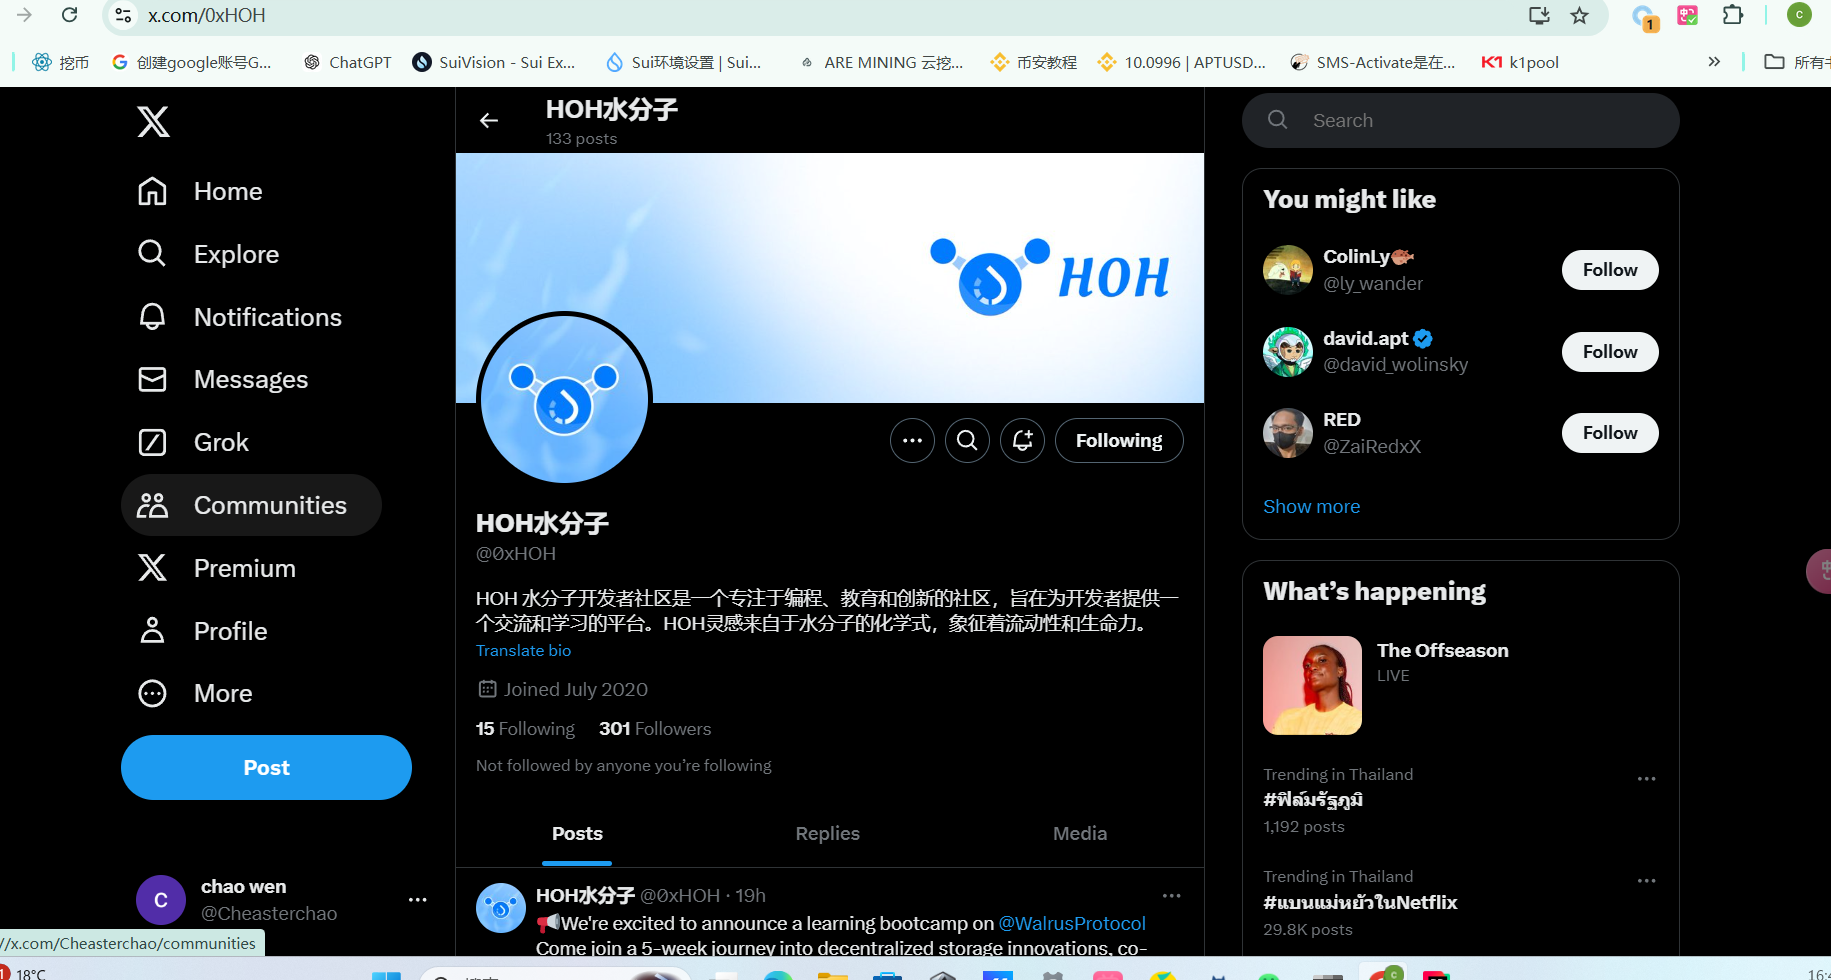 x.com/0xHOH
1
c
挖币
创建google账号G...
ChatGPT
SuiVision - Sui Ex...
Sui环境设置 | Sui...
ARE MINING 云挖...
币安教程
10.0996 | APTUSD...
SMS-Activate是在...
K1 k1pool
»
HOH水分子
133 posts
Search
Home
Explore
Notifications
Messages
Grok
Communities
Premium
Profile
More
Post
chao wen
@Cheasterchao
C
//x.com/Cheasterchao/communities
HOH
Following
HOH水分子
@0xHOH
HOH 水分子开发者社区是一个专注于编程、教育和创新的社区，旨在为开发者提供一
个交流和学习的平台。HOH灵感来自于水分子的化学式，象征着流动性和生命力。
Translate bio
Joined July 2020
15 Following 301 Followers
Not followed by anyone you're following
Posts Replies Media
HOH水分子 @0xHOH · 19h
📢We're excited to announce a learning bootcamp on @WalrusProtocol
Come join a 5-week journey into decentralized storage innovations, co-
You might like
ColinLy🐡
@ly_wander
Follow
david.apt
@david_wolinsky
Follow
RED
@ZaiRedxX
Follow
Show more
What's happening
The Offseason
LIVE
Trending in Thailand
#ฟิล์มรัฐภูมิ
1,192 posts
Trending in Thailand
#แบนแม่หยัวในNetflix
29.8K posts
18°C